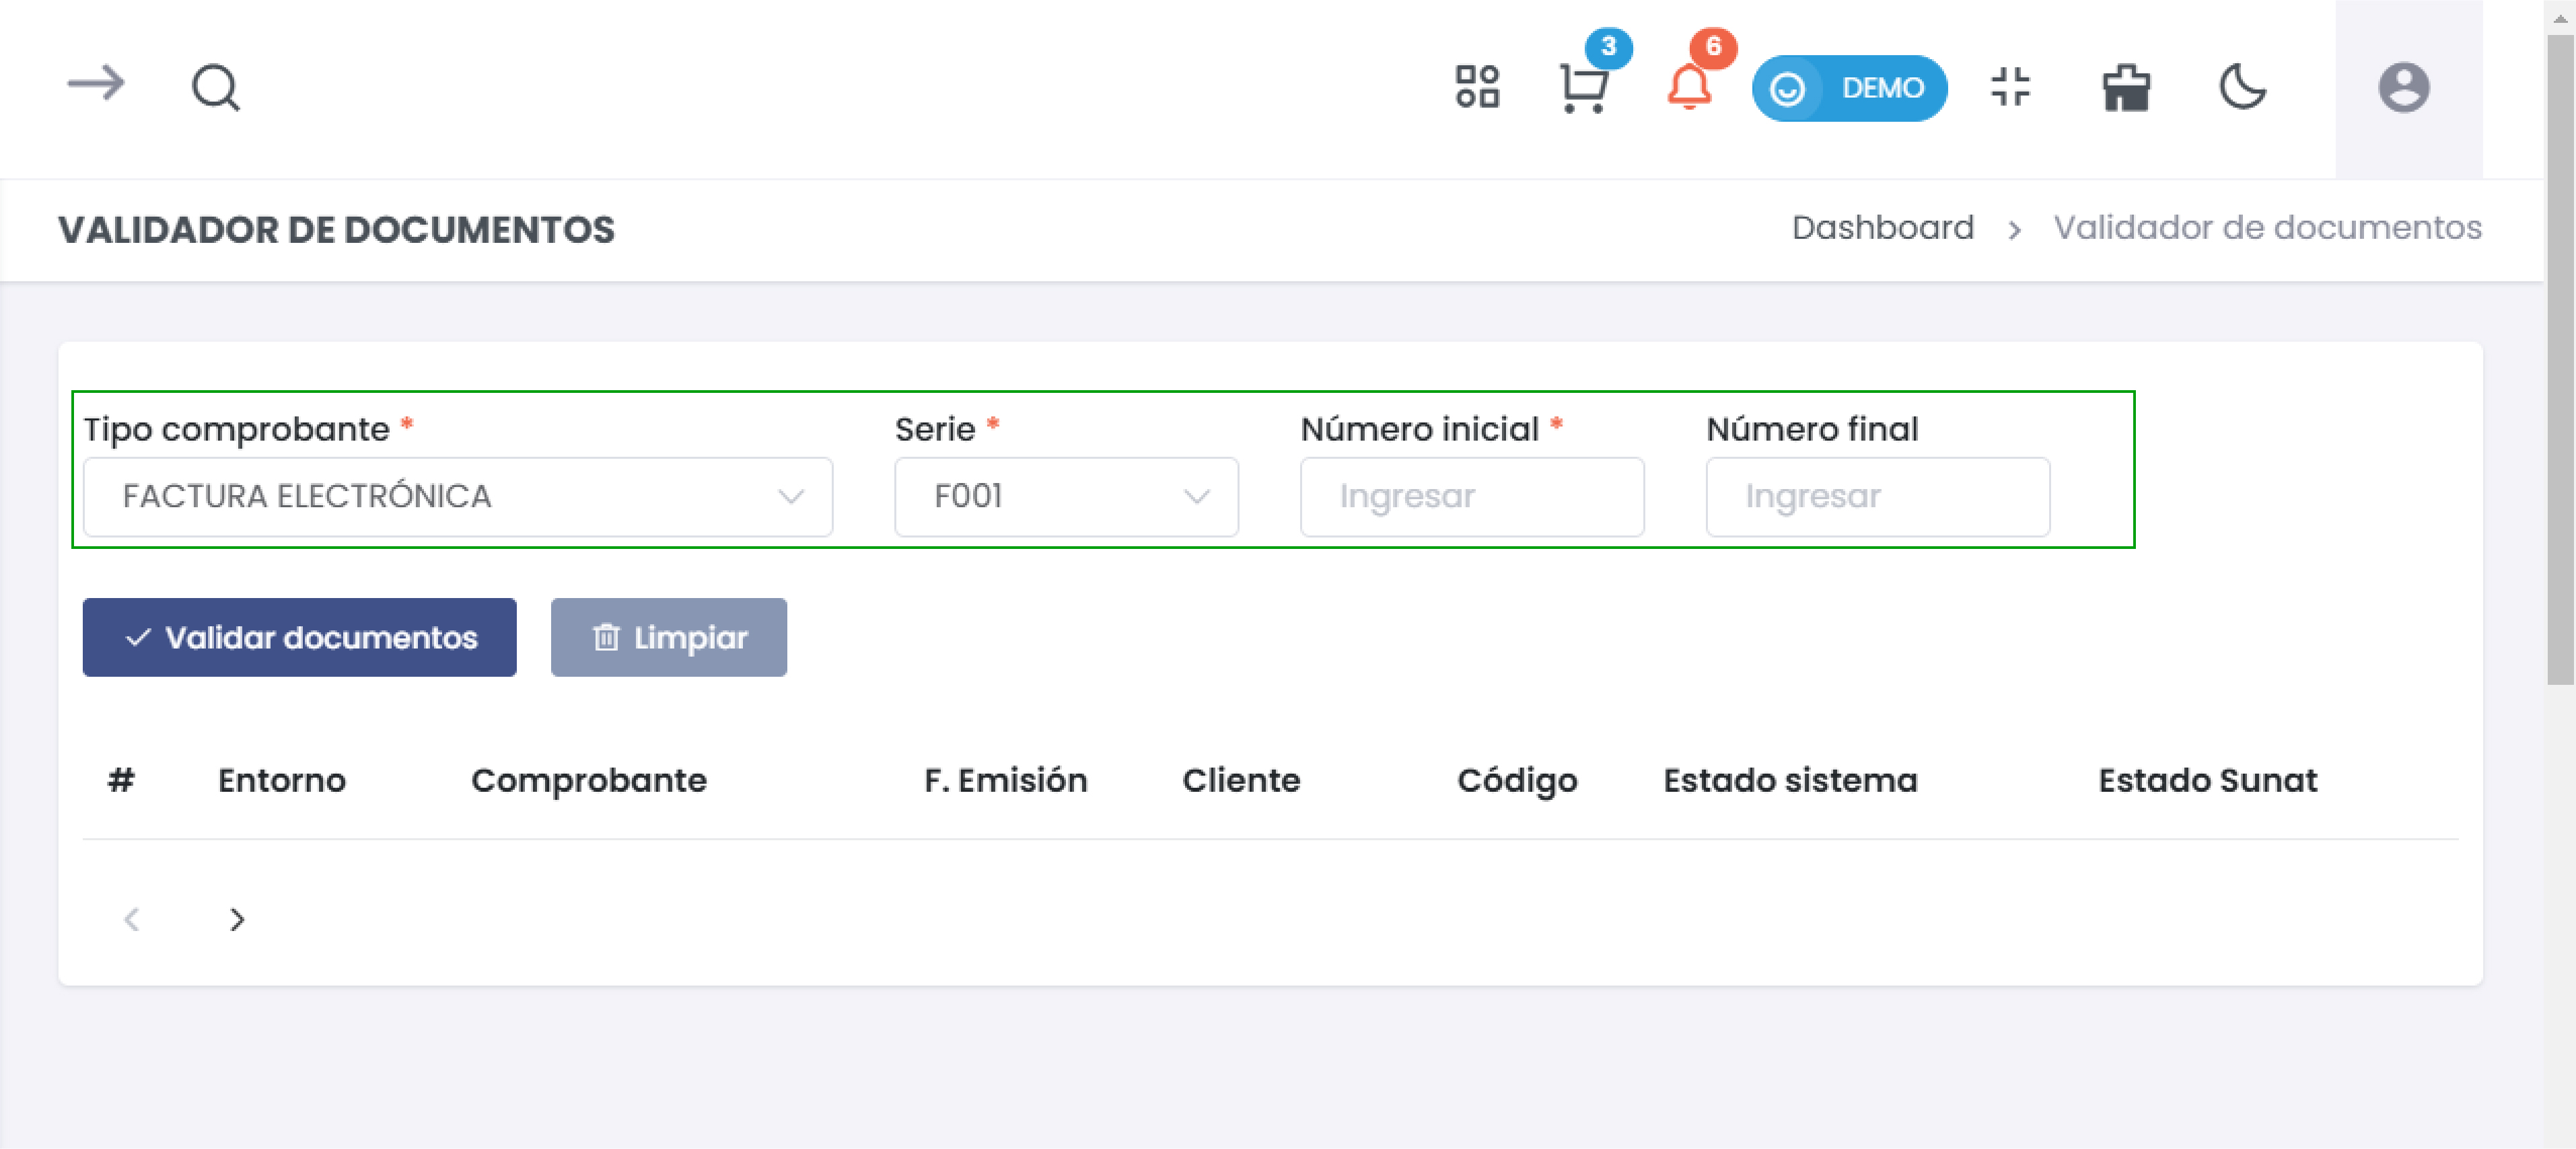 3
6
DEMO
VALIDADOR DE DOCUMENTOS
Dashboard > Validador de documentos
Tipo comprobante * Serie * Número inicial * Número final
FACTURA ELECTRÓNICA F001 Ingresar Ingresar
Validar documentos Limpiar
# Entorno Comprobante F. Emisión Cliente Código Estado sistema Estado Sunat